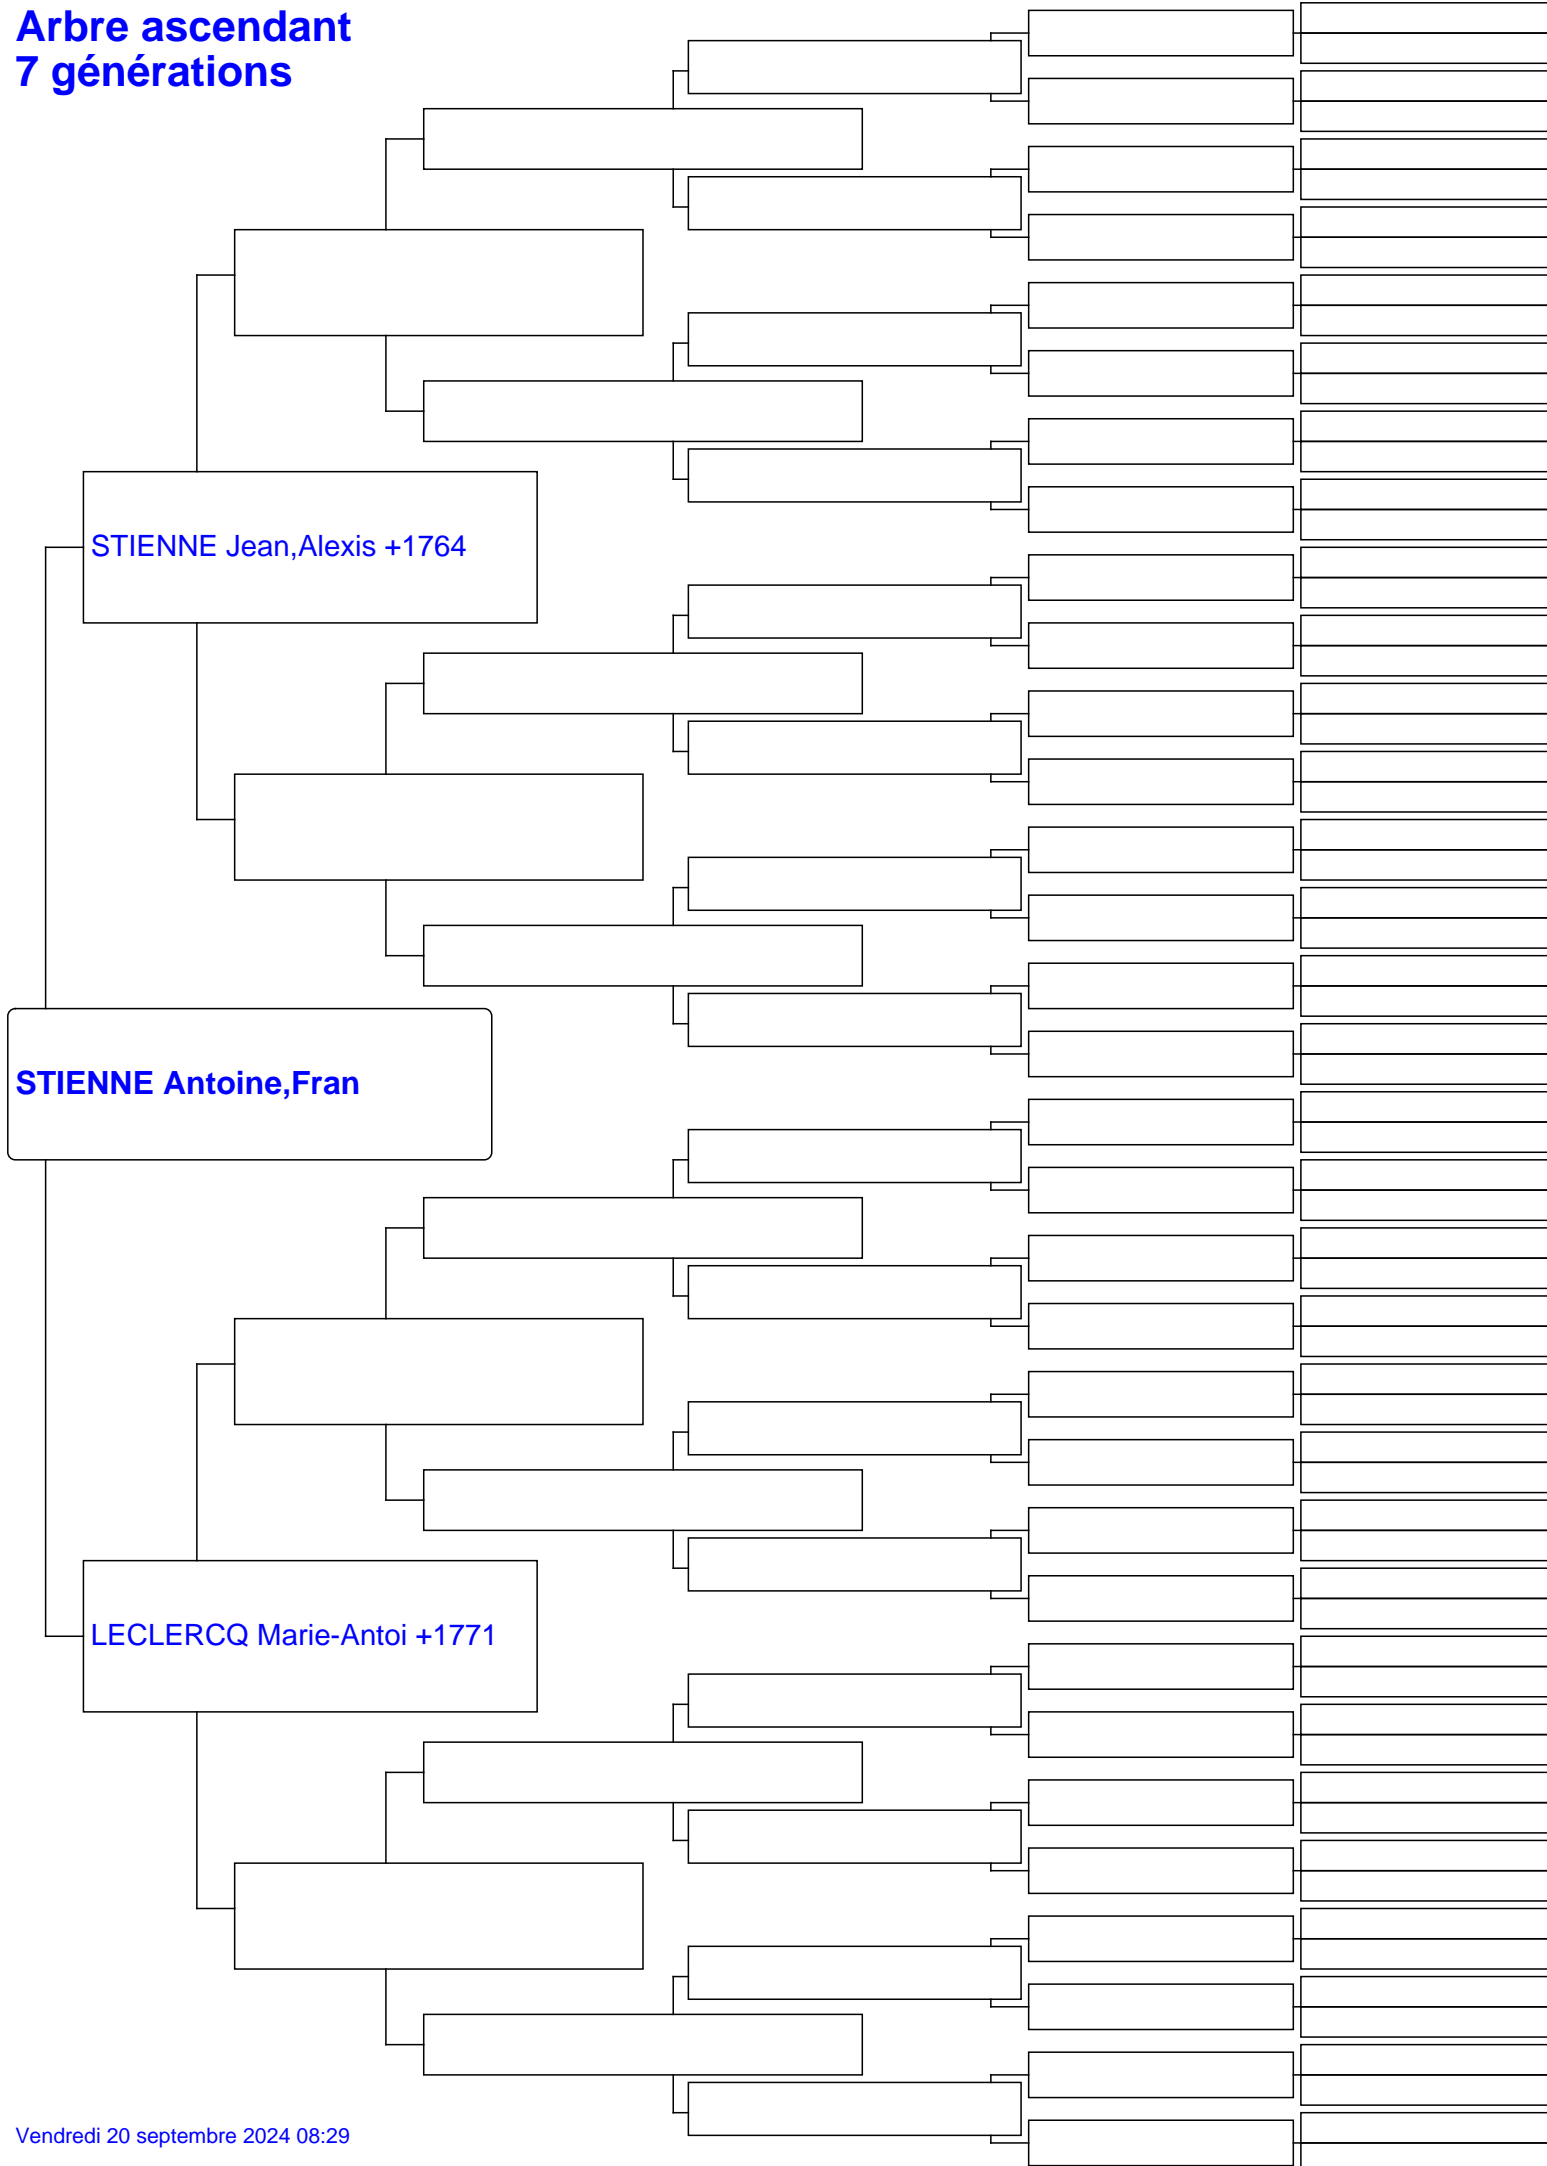 Arbre ascendant
7 générations
STIENNE Jean,Alexis +1764
STIENNE Antoine,Fran
LECLERCQ Marie-Antoi +1771
Vendredi 20 septembre 2024 08:29